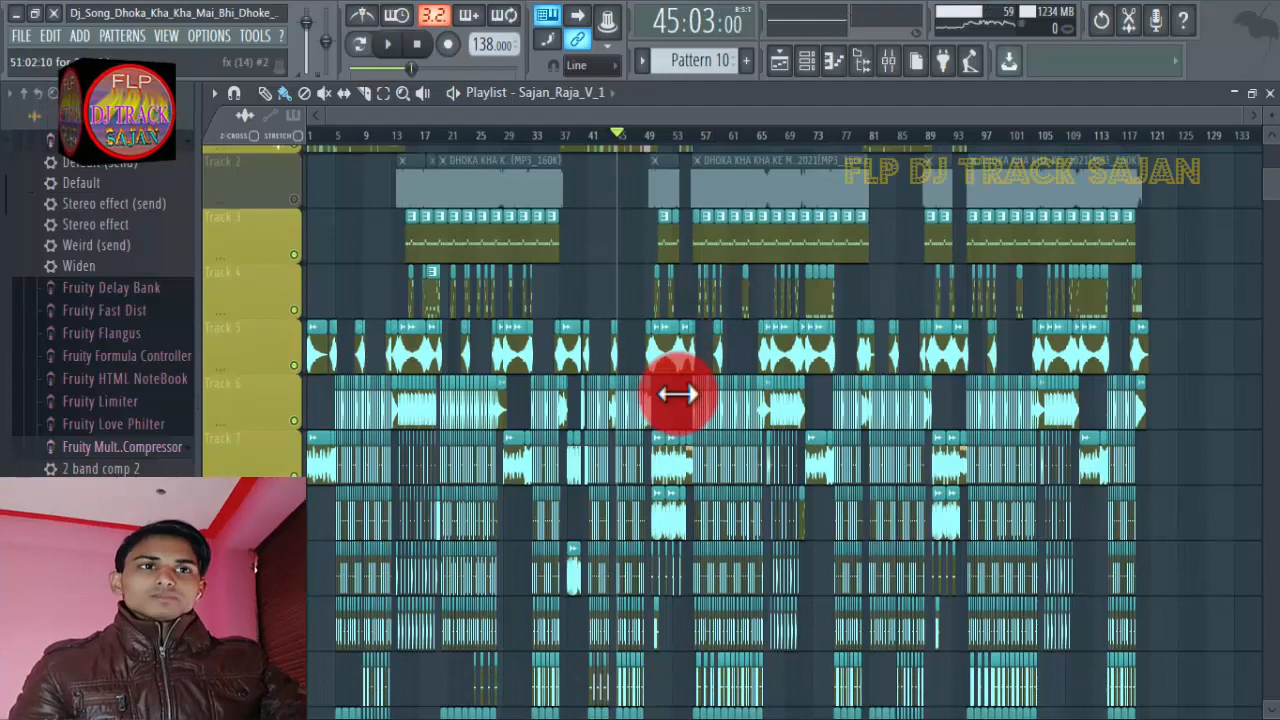 Dj_Song_Dhoka_Kha_Kha_Mai_Bhi_Dhoke_
FILE EDIT ADD PATTERNS VIEW OPTIONS TOOLS ?
51:02:10 for
fx (14) #2
3.2
138.000
Line
45:03:00
B:S:T
Pattern 10
59
1234 MB
0
Playlist - Sajan_Raja_V_1
FLP
DJ TRACK
SAJAN
2-CROSS STRETCH
1 5 9 13 17 21 25 29 33 37 41 45 49 53 57 61 65 69 73 77 81 85 89 93 97 101 105 109 113 117 121 125 129 133
Default
Stereo effect (send)
Stereo effect
Weird (send)
Widen
Fruity Delay Bank
Fruity Fast Dist
Fruity Flangus
Fruity Formula Controller
Fruity HTML NoteBook
Fruity Limiter
Fruity Love Philter
Fruity Mult..Compressor
2 band comp 2
Track 2
Track 3
Track 4
Track 5
Track 6
Track 7
DHOKA KHA K...(MP3_160K)
DHOKA KHA KHA KE M...2021(MP3_160K)
FLP DJ TRACK SAJAN